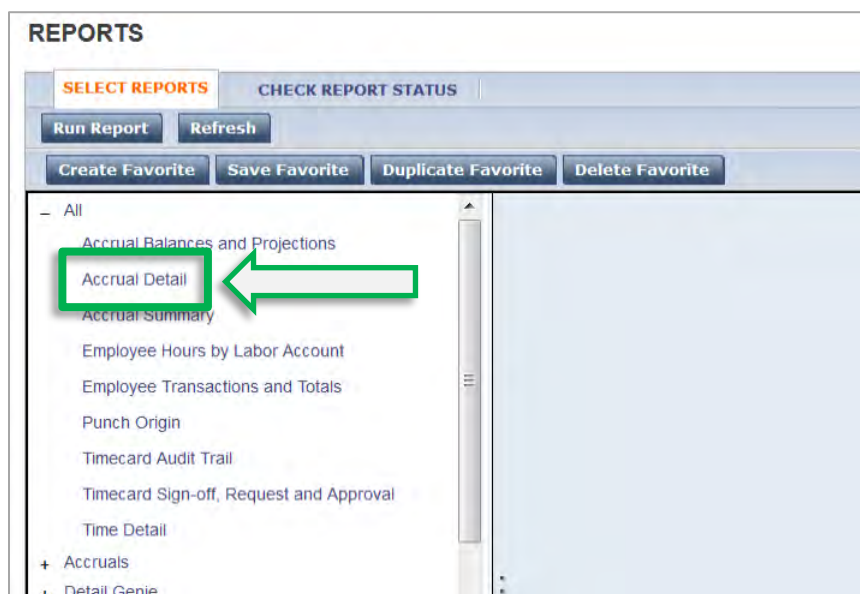 REPORTS
SELECT REPORTS CHECK REPORT STATUS
Run Report Refresh
Create Favorite Save Favorite Duplicate Favorite Delete Favorite
All
Accrual Balances and Projections
Accrual Detail
Accrual Summary
Employee Hours by Labor Account
Employee Transactions and Totals
Punch Origin
Timecard Audit Trail
Timecard Sign-off, Request and Approval
Time Detail
Accruals
Detail Genie